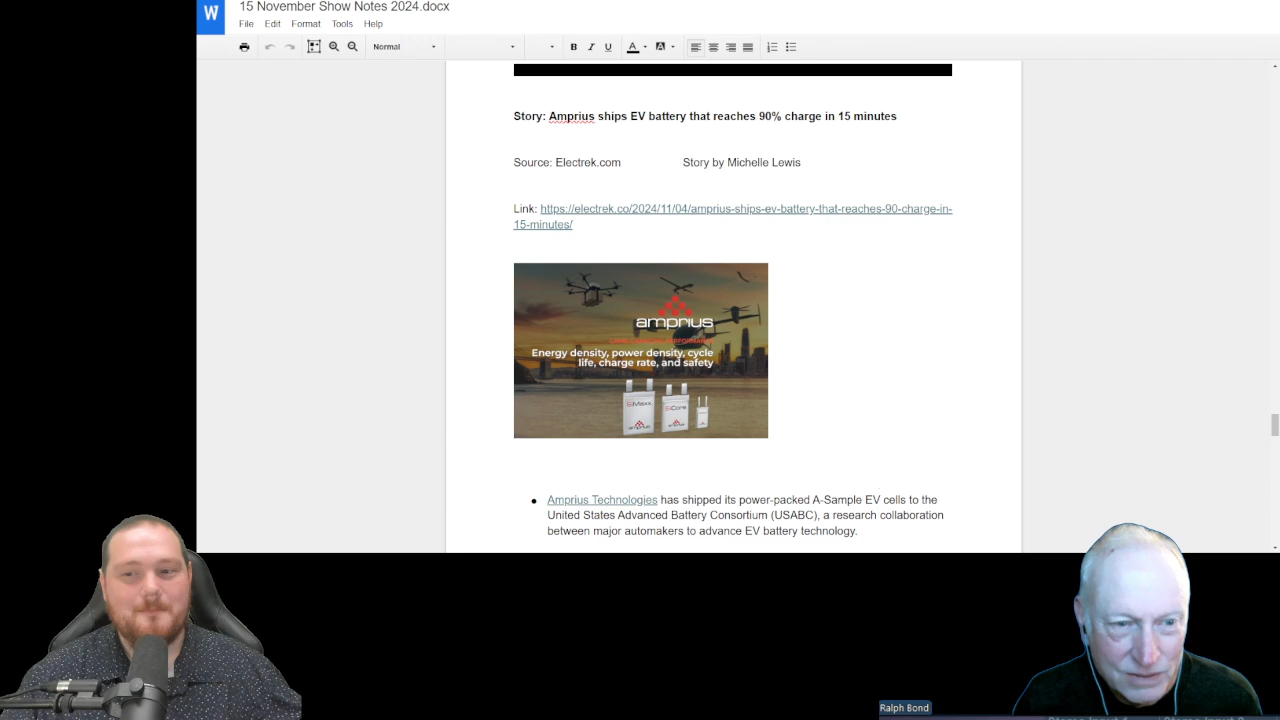 W
15 November Show Notes 2024.docx
File Edit Format Tools Help
Normal
B I U A A
Story: Amprius ships EV battery that reaches 90% charge in 15 minutes
Source: Electrek.com Story by Michelle Lewis
Link: https://electrek.co/2024/11/04/amprius-ships-ev-battery-that-reaches-90-charge-in-
15-minutes/
amprius
Energy density, power density, cycle
life, charge rate, and safety
SiMaxx SiCore
amprius amprius
Amprius Technologies has shipped its power-packed A-Sample EV cells to the
United States Advanced Battery Consortium (USABC), a research collaboration
between major automakers to advance EV battery technology.
Ralph Bond